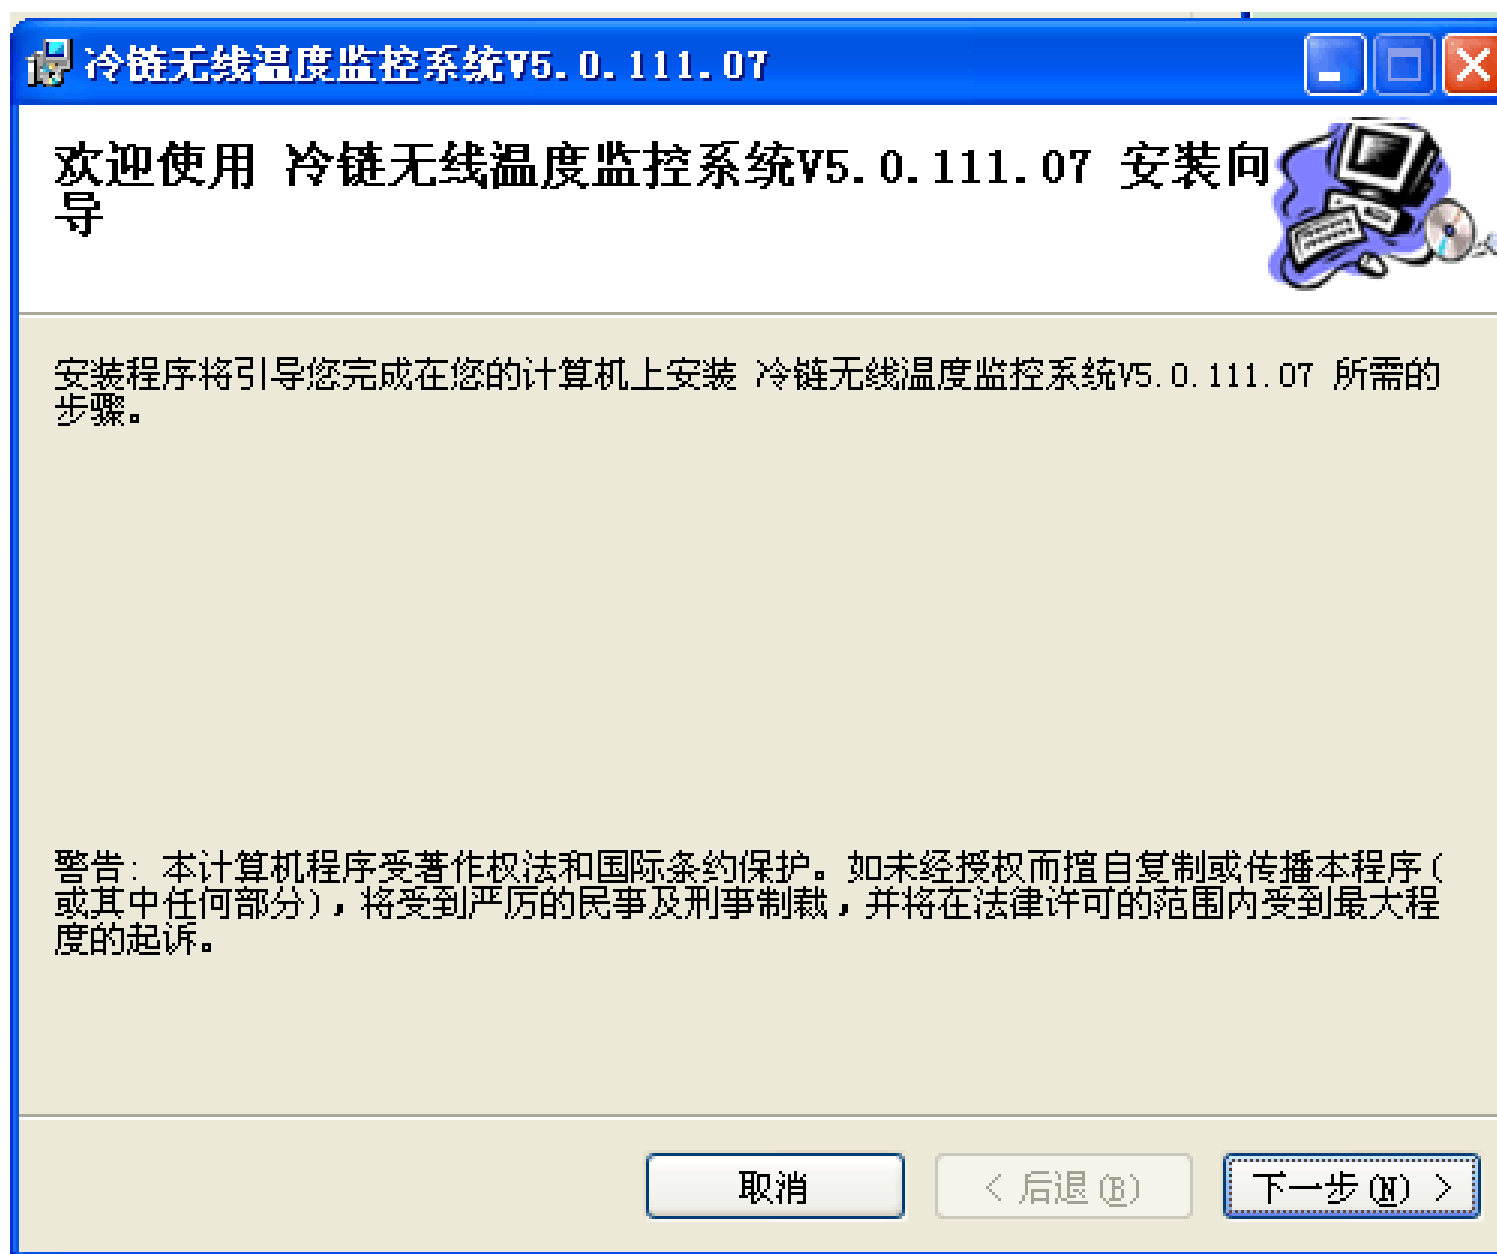 冷链无线温度监控系统V5.0.111.07
欢迎使用 冷链无线温度监控系统V5.0.111.07 安装向
导
安装程序将引导您完成在您的计算机上安装 冷链无线温度监控系统V5.0.111.07 所需的
步骤。
警告: 本计算机程序受著作权法和国际条约保护。如未经授权而擅自复制或传播本程序(
或其中任何部分)，将受到严厉的民事及刑事制裁，并将在法律许可的范围内受到最大程
度的起诉。
取消
< 后退(B)
下一步(N) >